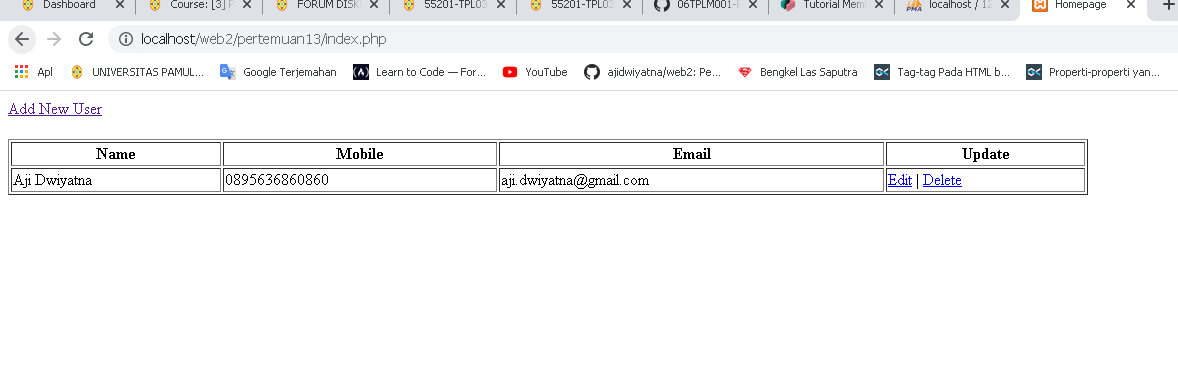 Dashboard Course: [3] P FORUM DISK 55201-TPL03 55201-TPL03 06TPLM001-P Tutorial Mem localhost / 12 Homepage
localhost/web2/pertemuan13/index.php
Apl UNIVERSITAS PAMUL... Google Terjemahan Learn to Code — For... YouTube ajidwiyatna/web2: Pe... Bengkel Las Saputra Tag-tag Pada HTML b... Properti-properti yan...
Add New User
Name Mobile Email Update
Aji Dwiyatna 0895636860860 aji.dwiyatna@gmail.com Edit | Delete